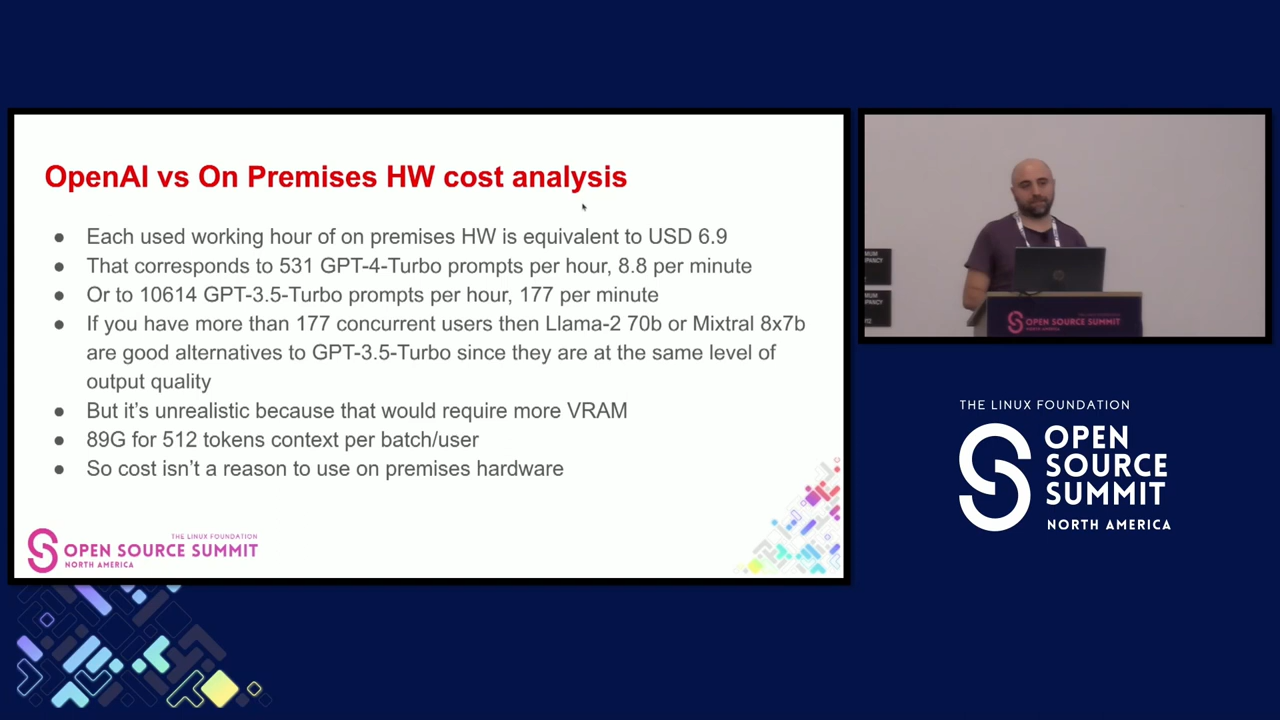 OpenAI vs On Premises HW cost analysis
● Each used working hour of on premises HW is equivalent to USD 6.9
● That corresponds to 531 GPT-4-Turbo prompts per hour, 8.8 per minute
● Or to 10614 GPT-3.5-Turbo prompts per hour, 177 per minute
● If you have more than 177 concurrent users then Llama-2 70b or Mixtral 8x7b
are good alternatives to GPT-3.5-Turbo since they are at the same level of
output quality
● But it's unrealistic because that would require more VRAM
● 89G for 512 tokens context per batch/user
● So cost isn't a reason to use on premises hardware
THE LINUX FOUNDATION
OPEN SOURCE SUMMIT
NORTH AMERICA
OPEN SOURCE SUMMIT
THE LINUX FOUNDATION
OPEN
SOURCE
SUMMIT
NORTH AMERICA